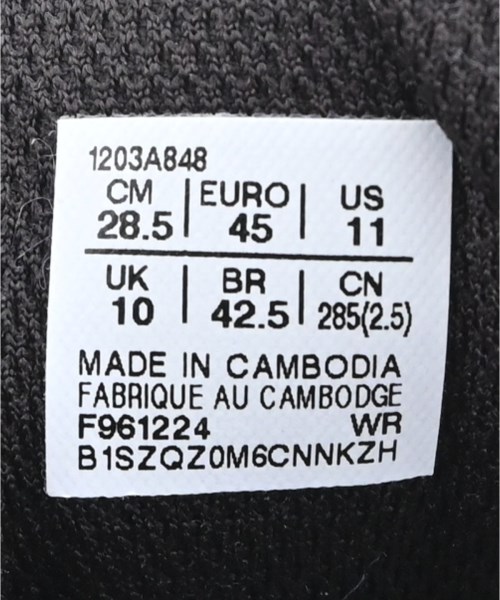 1203A848
CM | EURO | US
28.5 | 45 | 11
UK | BR | CN
10 | 42.5 | 285(2.5)
MADE IN CAMBODIA
FABRIQUE AU CAMBODGE
F961224 WR
B1SZQZ0M6CNNKZH